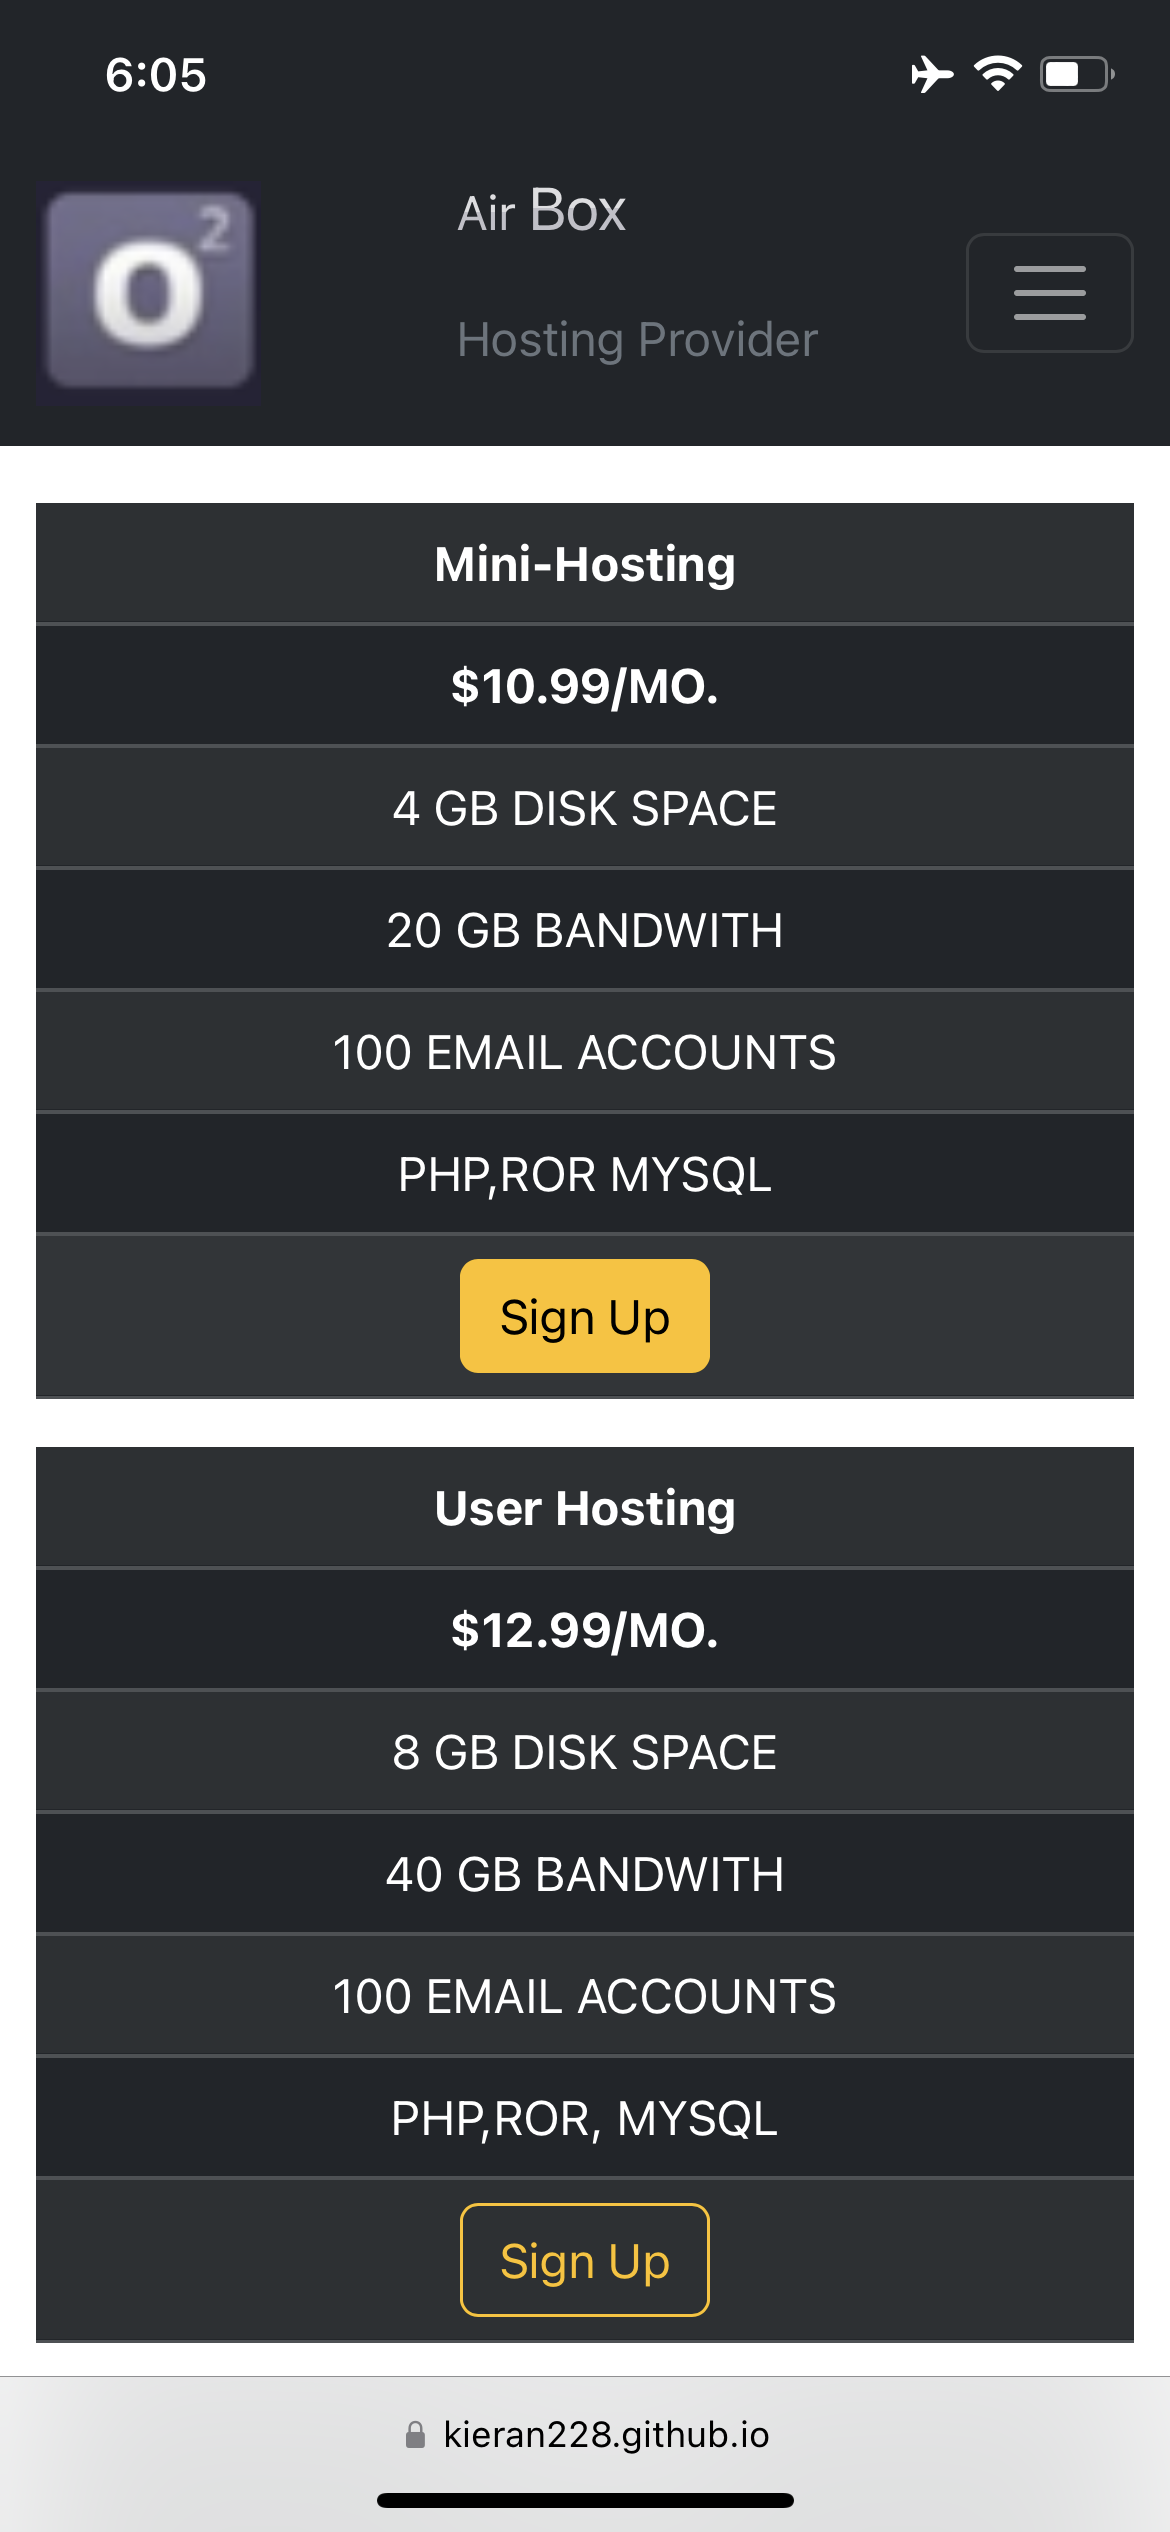 6:05
O2
Air Box
Hosting Provider
Mini-Hosting
$10.99/MO.
4 GB DISK SPACE
20 GB BANDWITH
100 EMAIL ACCOUNTS
PHP,ROR MYSQL
Sign Up
User Hosting
$12.99/MO.
8 GB DISK SPACE
40 GB BANDWITH
100 EMAIL ACCOUNTS
PHP,ROR, MYSQL
Sign Up
kieran228.github.io